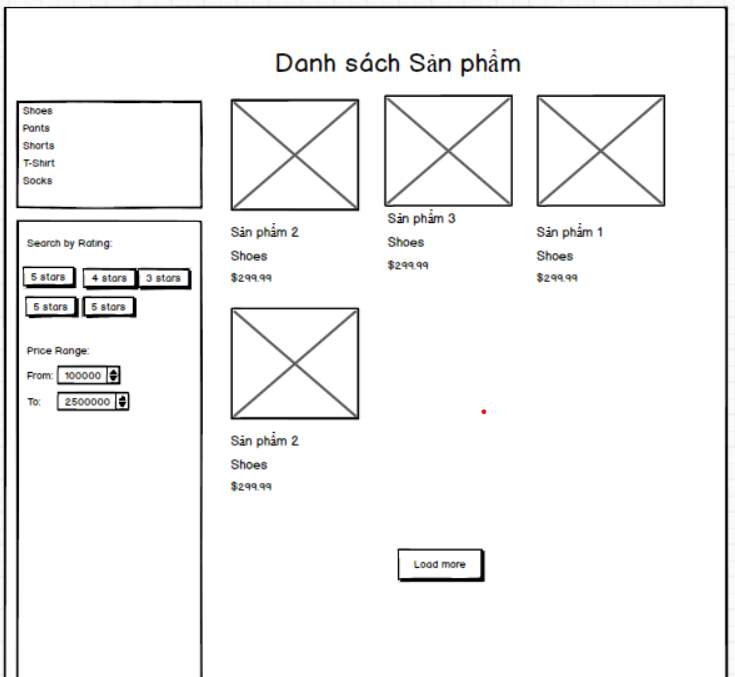 Danh sách Sản phẩm
Shoes
Pants
Shorts
T-Shirt
Socks
Search by Rating:
5 stars 4 stars 3 stars
5 stars 5 stars
Price Range:
From: 100000
To: 2500000
Sản phẩm 2
Shoes
$299.99
Sản phẩm 3
Shoes
$299.99
Sản phẩm 1
Shoes
$299.99
Sản phẩm 2
Shoes
$299.99
Load more